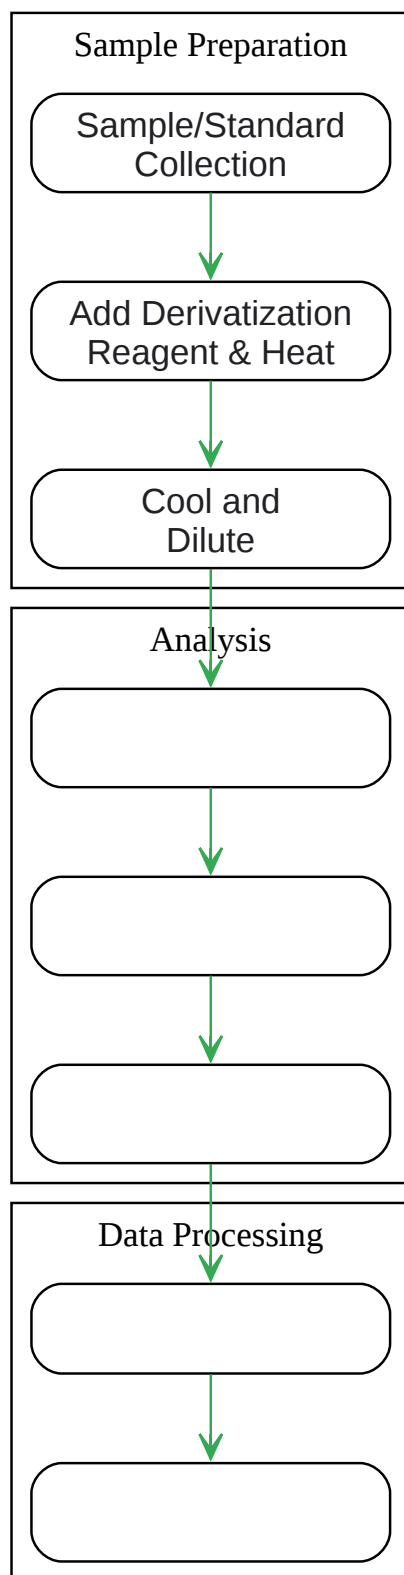 Sample Preparation
Sample/Standard
Collection
Add Derivatization
Reagent & Heat
Cool and
Dilute
Analysis
Data Processing